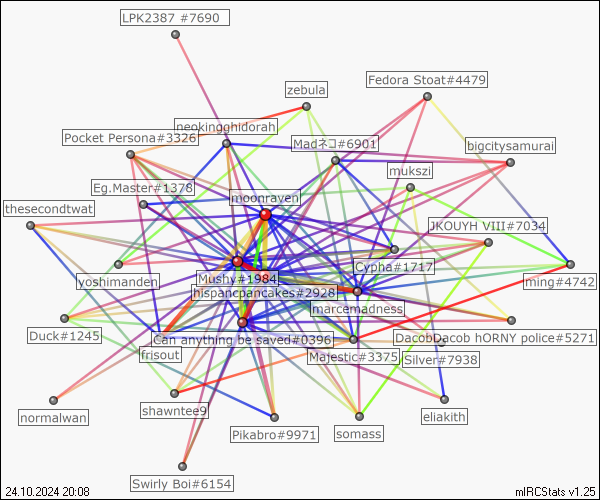 LPK2387 #7690
Fedora Stoat#4479
zebula
neokingghidorah
Pocket Persona#3326
Madネコ#6901
bigcitysamurai
mukszi
Eg.Master#1378
moonraven
thesecondtwat
JKOUYH VIII#7034
Cypha#1717
yoshimanden
Mushy#1984
ming#4742
hispancpancakes#2928
marcemadness
Duck#1245
Can anything be saved#0396
DacobDacob hORNY police#5271
frisout
Majestic#3375
Silver#7938
normalwan
shawntee9
eliakith
Pikabro#9971
somass
Swirly Boi#6154
24.10.2024 20:08
mIRCStats v1.25